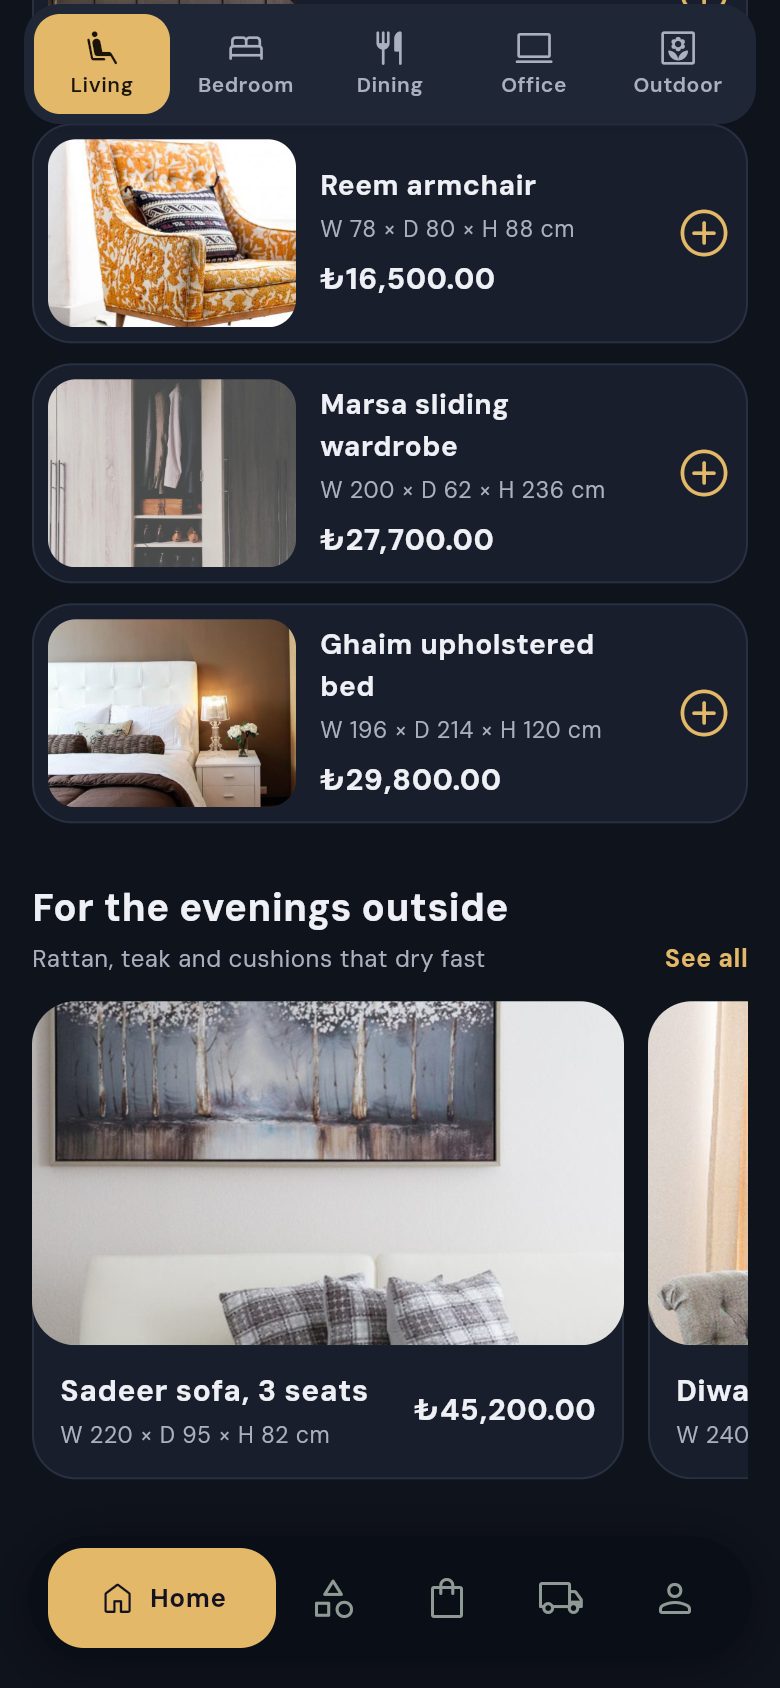 Living
Bedroom
Dining
Office
Outdoor
Reem armchair
W 78 × D 80 × H 88 cm
₺16,500.00
Marsa sliding
wardrobe
W 200 × D 62 × H 236 cm
₺27,700.00
Ghaim upholstered
bed
W 196 × D 214 × H 120 cm
₺29,800.00
For the evenings outside
Rattan, teak and cushions that dry fast
See all
Sadeer sofa, 3 seats
W 220 × D 95 × H 82 cm
₺45,200.00
Diwa
W 240
Home